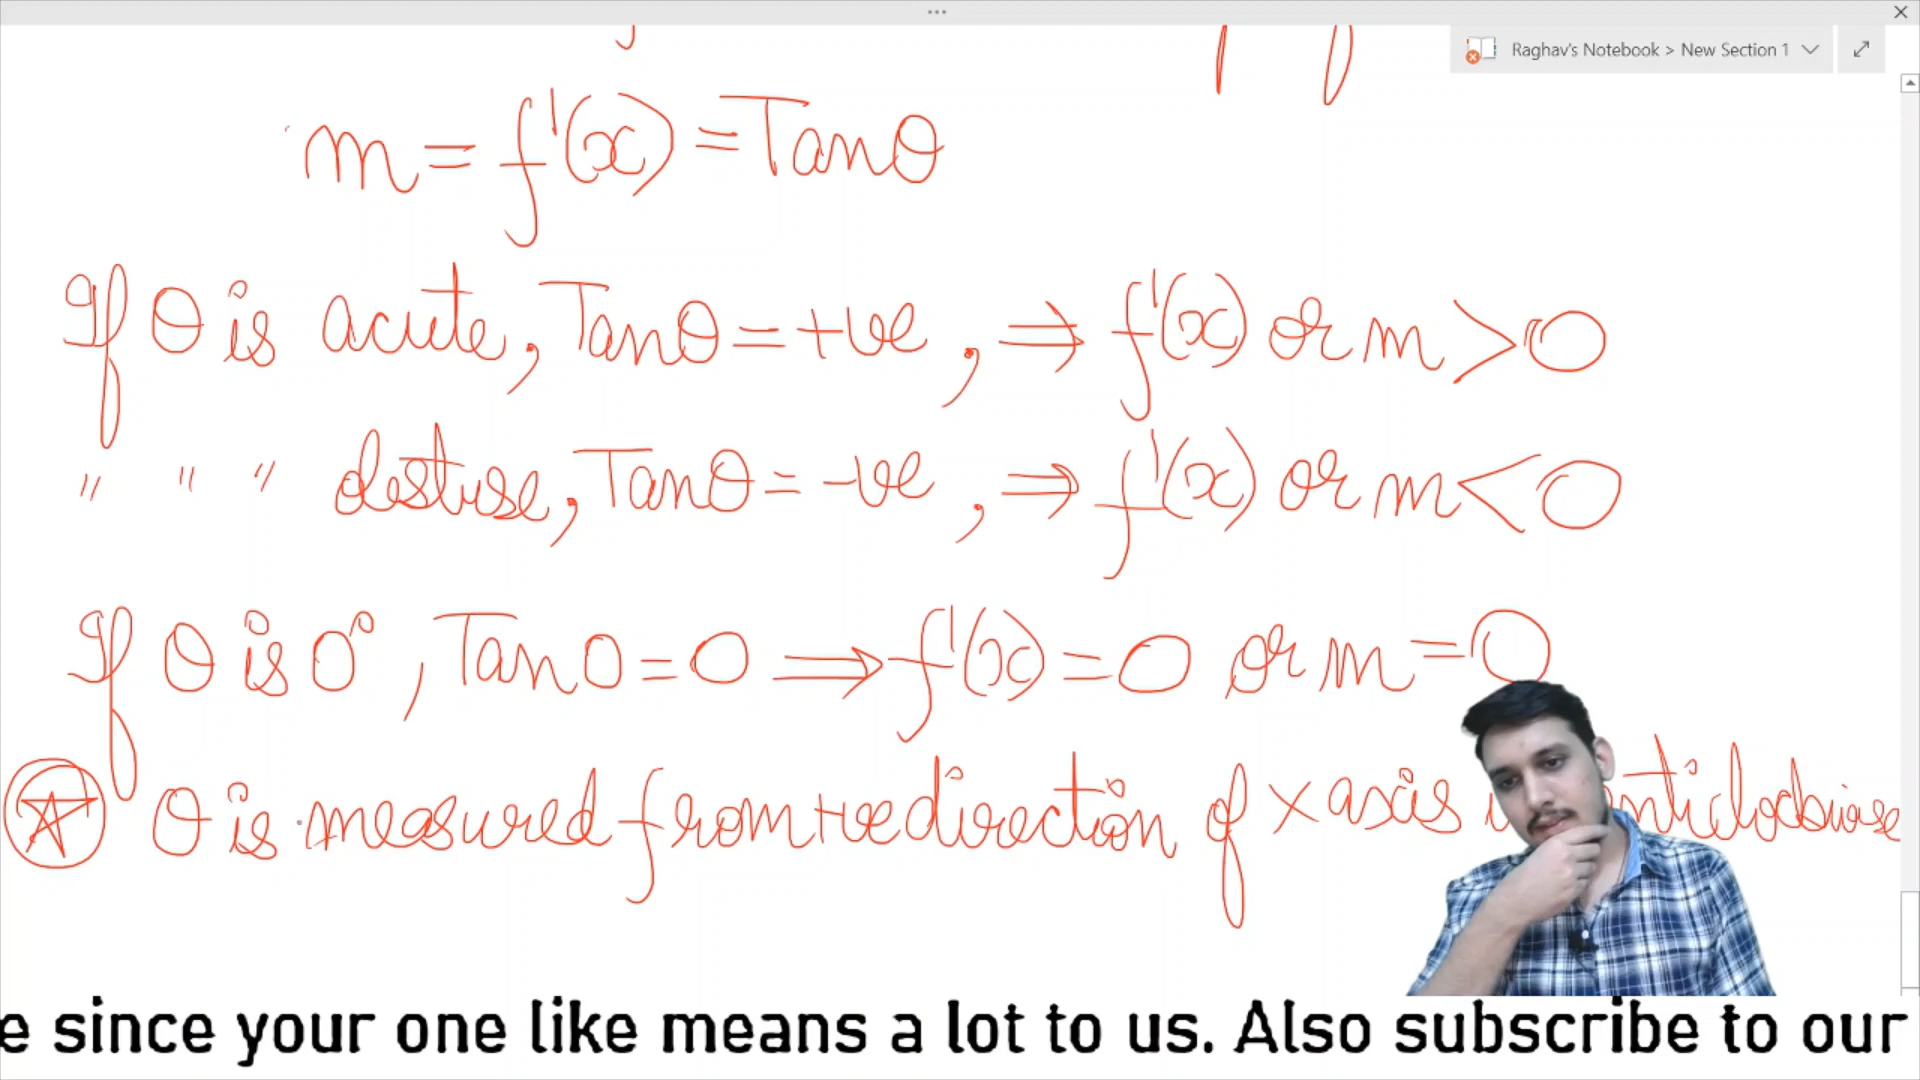 Raghav's Notebook > New Section 1
m = f'(x) = Tanθ
If θ is acute, Tanθ = +ve, ⇒ f'(x) or m > 0
" " " obtuse, Tanθ = -ve, ⇒ f'(x) or m < 0
If θ is 0°, Tan0 = 0 ⇒ f'(x) = 0 or m = 0
θ is measured from +ve direction of x axis
e since your one like means a lot to us. Also subscribe to our